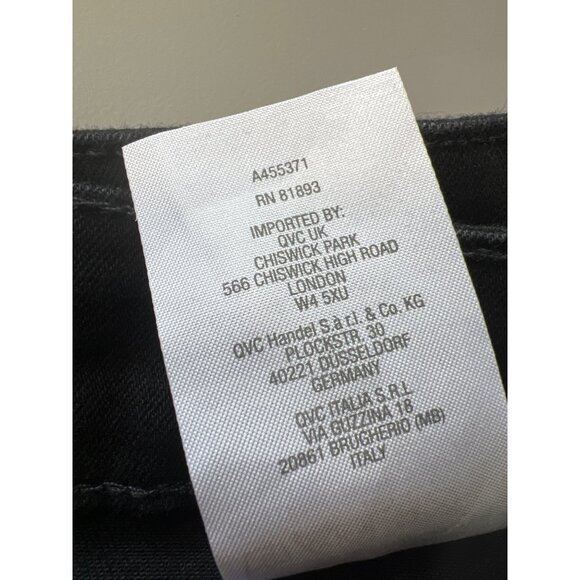 A455371
RN 81893
IMPORTED BY:
QVC UK
CHISWICK PARK
566 CHISWICK HIGH ROAD
LONDON
W4 5XU
QVC Handel S.à r.l. & Co. KG
PLOCKSTR. 30
40221 DÜSSELDORF
GERMANY
QVC ITALIA S.R.L
VIA GUZZINA 18
20861 BRUGHERIO (MB)
ITALY